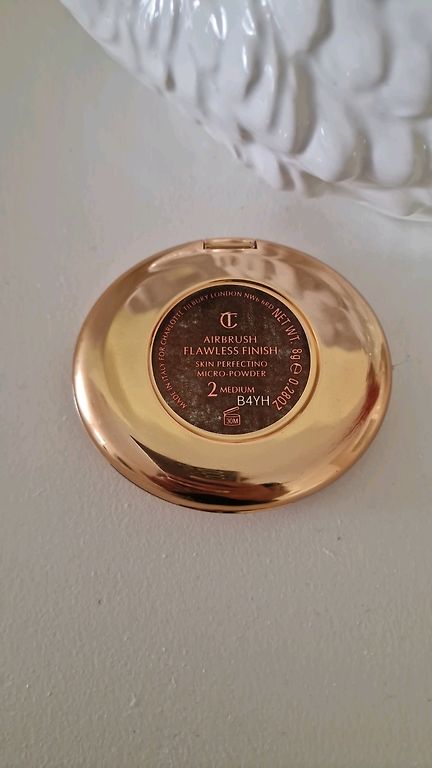 MADE IN ITALY FOR CHARLOTTE TILBURY LONDON NW6 6RD
NET WT. 8g ℮ 0.28OZ
CT
AIRBRUSH
FLAWLESS FINISH
SKIN PERFECTING
MICRO-POWDER
2 MEDIUM
B4YH
30M